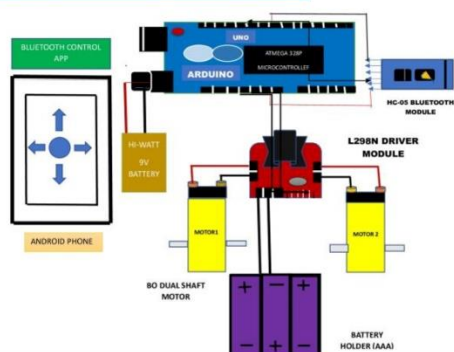 BLUETOOTH CONTROL
APP
ANDROID PHONE
HI-WATT
9V
BATTERY
UNO
ARDUINO
ATMEGA 328P
MICROCONTROLLER
HC-05 BLUETOOTH
MODULE
L298N DRIVER
MODULE
MOTOR1
MOTOR 2
BO DUAL SHAFT
MOTOR
+ − +
− + −
BATTERY
HOLDER (AAA)